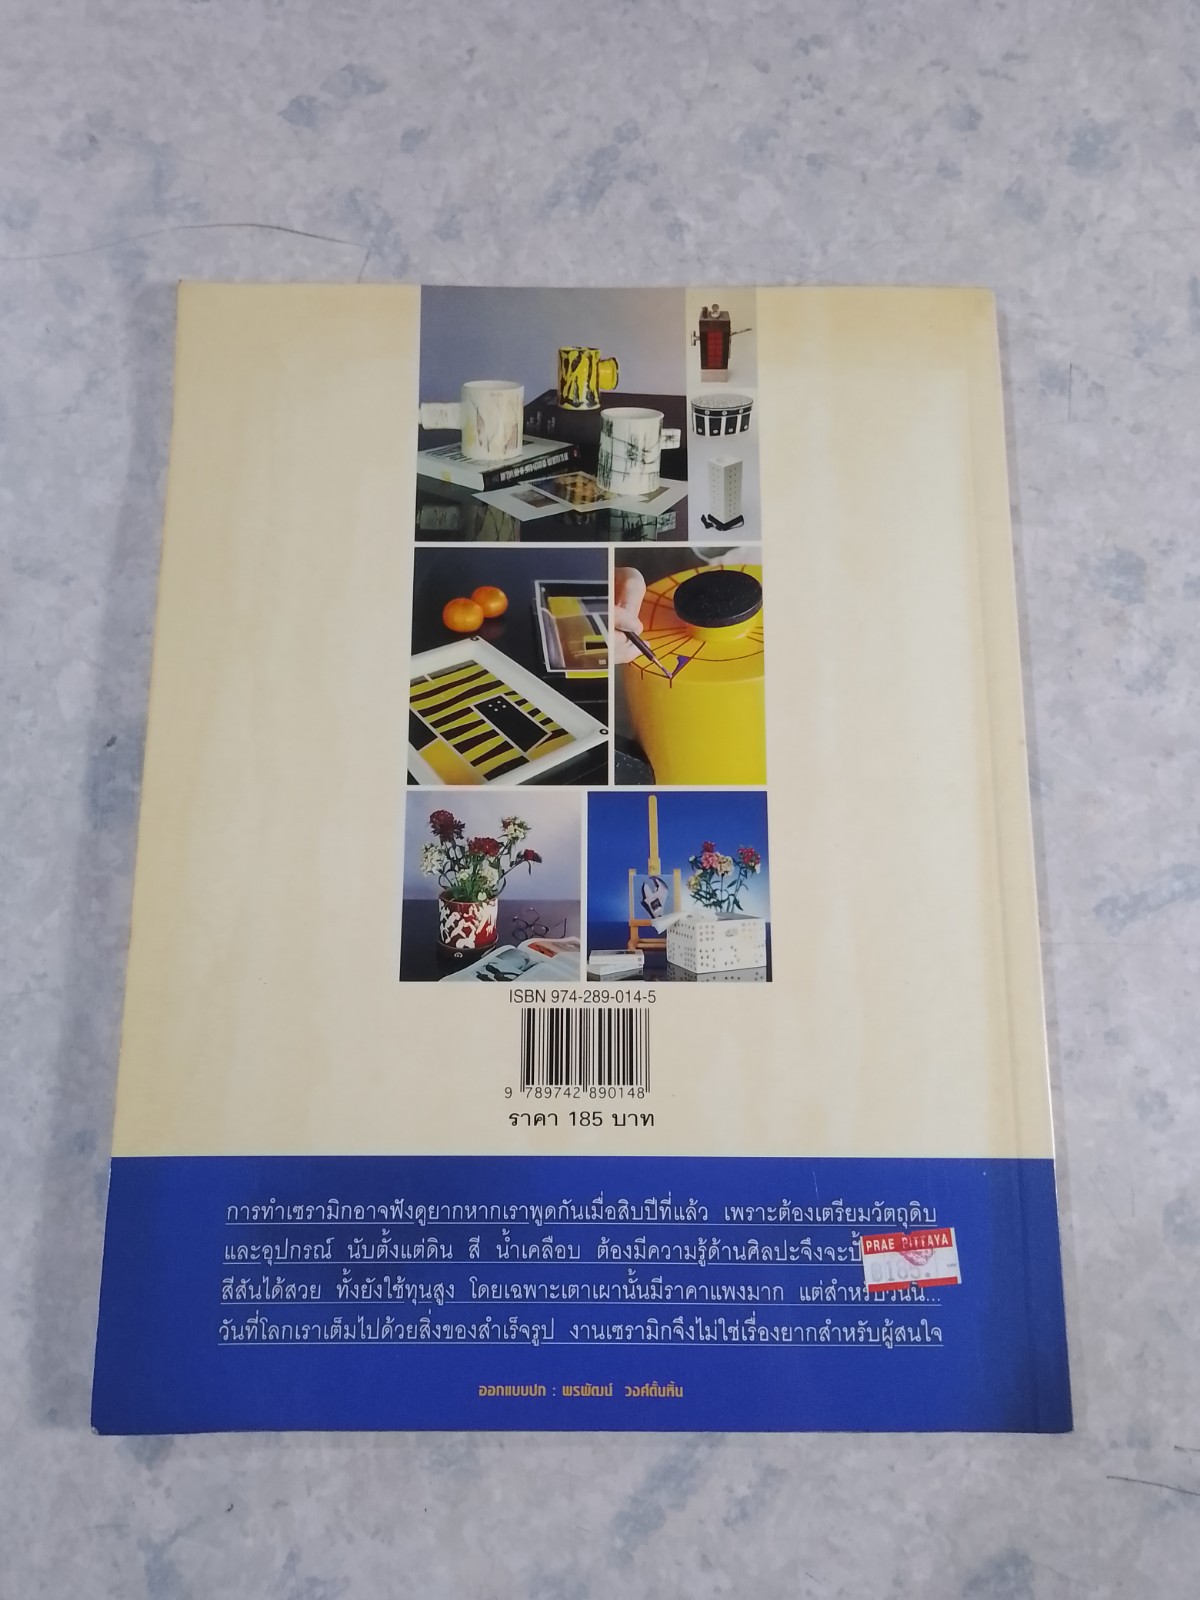 ISBN 974-289-014-5
9 789742 890148
ราคา 185 บาท
การทำเซรามิกอาจฟังดูยากหากเราพูดกันเมื่อสิบปีที่แล้ว เพราะต้องเตรียมวัตถุดิบ
และอุปกรณ์ นับตั้งแต่ดิน สี น้ำเคลือบ ต้องมีความรู้ด้านศิลปะจึงจะปั้
PRAE PITTAYA
฿185.-
สีสันได้สวย ทั้งยังใช้ทุนสูง โดยเฉพาะเตาเผานั้นมีราคาแพงมาก แต่สำหรับวันนี้...
วันที่โลกเราเต็มไปด้วยสิ่งของสำเร็จรูป งานเซรามิกจึงไม่ใช่เรื่องยากสำหรับผู้สนใจ
ออกแบบปก : พรพัฒน์ วงศ์ตั้นหิ้น